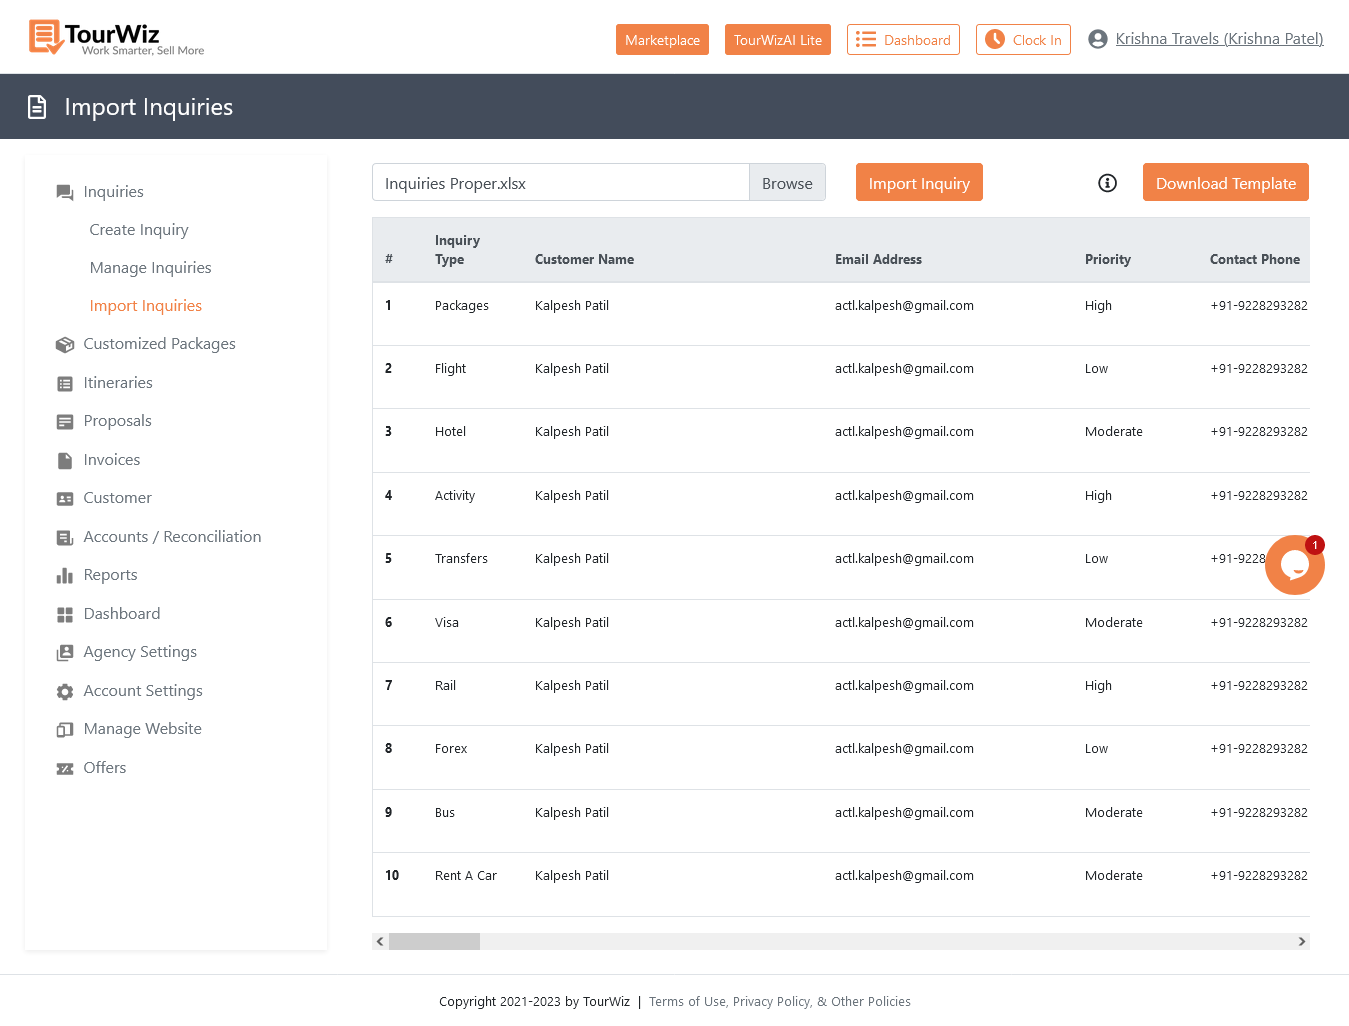 TourWiz
Work Smarter, Sell More
Marketplace
TourWizAI Lite
Dashboard
Clock In
Krishna Travels (Krishna Patel)
Import Inquiries
Inquiries
Create Inquiry
Manage Inquiries
Import Inquiries
Customized Packages
Itineraries
Proposals
Invoices
Customer
Accounts / Reconciliation
Reports
Dashboard
Agency Settings
Account Settings
Manage Website
Offers
Inquiries Proper.xlsx Browse Import Inquiry Download Template
# Inquiry Type Customer Name Email Address Priority Contact Phone
1 Packages Kalpesh Patil actl.kalpesh@gmail.com High +91-9228293282
2 Flight Kalpesh Patil actl.kalpesh@gmail.com Low +91-9228293282
3 Hotel Kalpesh Patil actl.kalpesh@gmail.com Moderate +91-9228293282
4 Activity Kalpesh Patil actl.kalpesh@gmail.com High +91-9228293282
5 Transfers Kalpesh Patil actl.kalpesh@gmail.com Low +91-9228
1
6 Visa Kalpesh Patil actl.kalpesh@gmail.com Moderate +91-9228293282
7 Rail Kalpesh Patil actl.kalpesh@gmail.com High +91-9228293282
8 Forex Kalpesh Patil actl.kalpesh@gmail.com Low +91-9228293282
9 Bus Kalpesh Patil actl.kalpesh@gmail.com Moderate +91-9228293282
10 Rent A Car Kalpesh Patil actl.kalpesh@gmail.com Moderate +91-9228293282
Copyright 2021-2023 by TourWiz | Terms of Use, Privacy Policy, & Other Policies